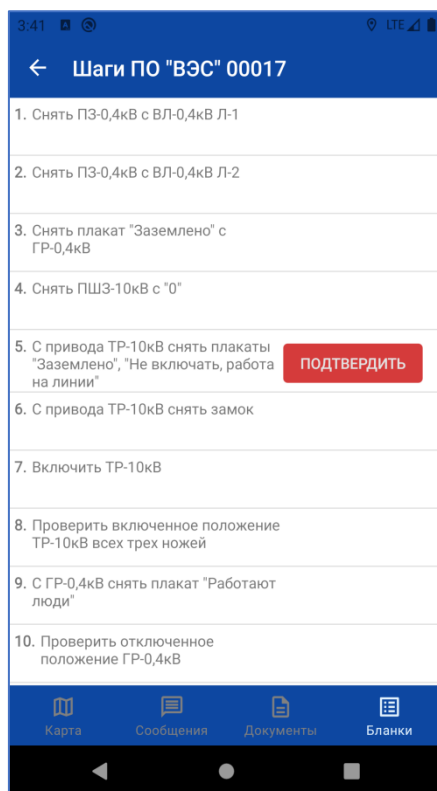 3:41 LTE
Шаги ПО "ВЭС" 00017
1. Снять ПЗ-0,4кВ с ВЛ-0,4кВ Л-1
2. Снять ПЗ-0,4кВ с ВЛ-0,4кВ Л-2
3. Снять плакат "Заземлено" с
ГР-0,4кВ
4. Снять ПШЗ-10кВ с "0"
5. С привода ТР-10кВ снять плакаты
"Заземлено", "Не включать, работа
на линии"
ПОДТВЕРДИТЬ
6. С привода ТР-10кВ снять замок
7. Включить ТР-10кВ
8. Проверить включенное положение
ТР-10кВ всех трех ножей
9. С ГР-0,4кВ снять плакат "Работают
люди"
10. Проверить отключенное
положение ГР-0,4кВ
Карта Сообщения Документы Бланки